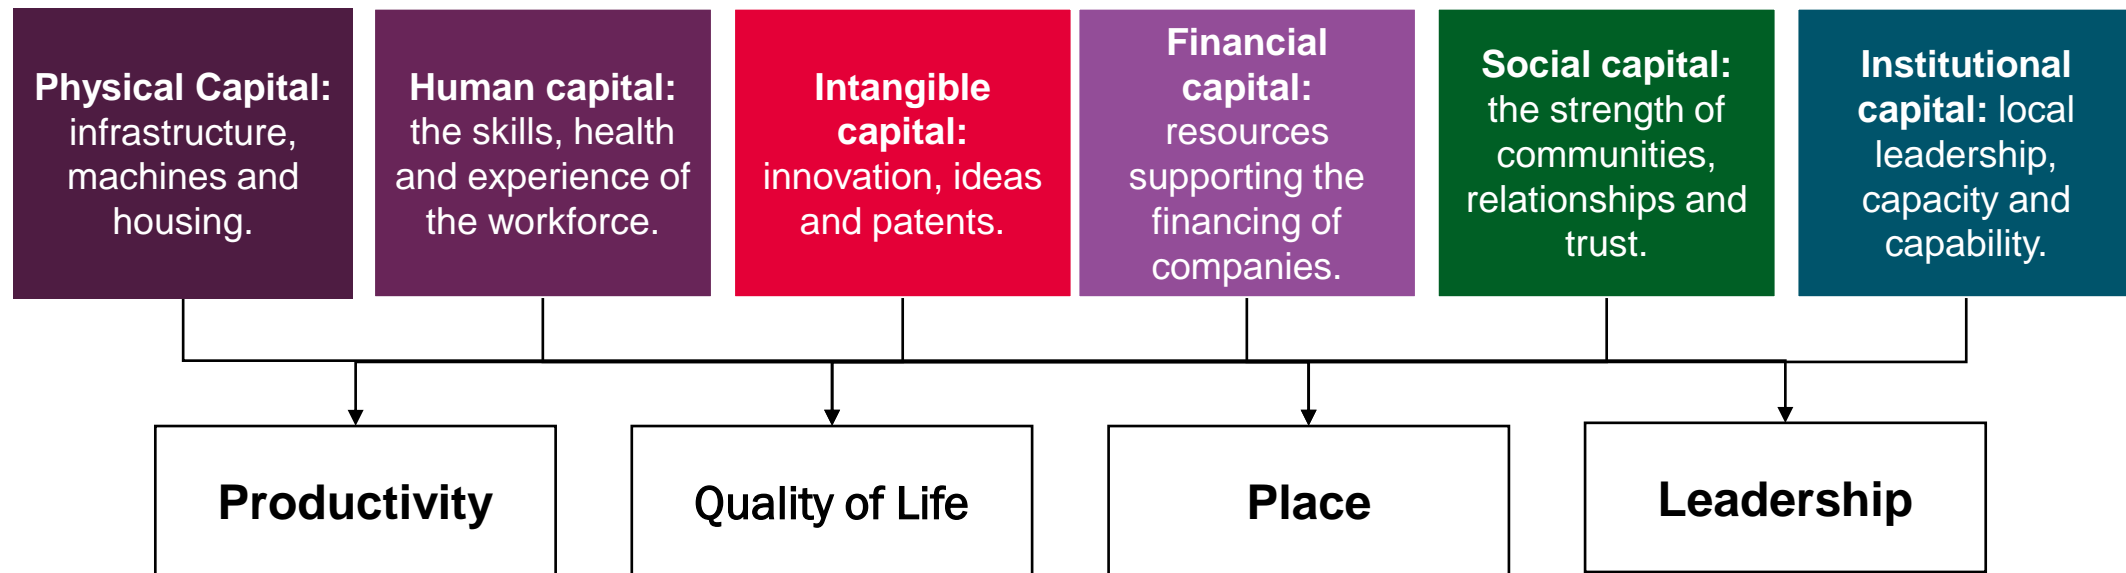 Physical Capital:
infrastructure,
machines and
housing.
Human capital:
the skills, health
and experience of
the workforce.
Intangible
capital:
innovation, ideas
and patents.
Financial
capital:
resources
supporting the
financing of
companies.
Social capital:
the strength of
communities,
relationships and
trust.
Institutional
capital: local
leadership,
capacity and
capability.
Productivity
Quality of Life
Place
Leadership